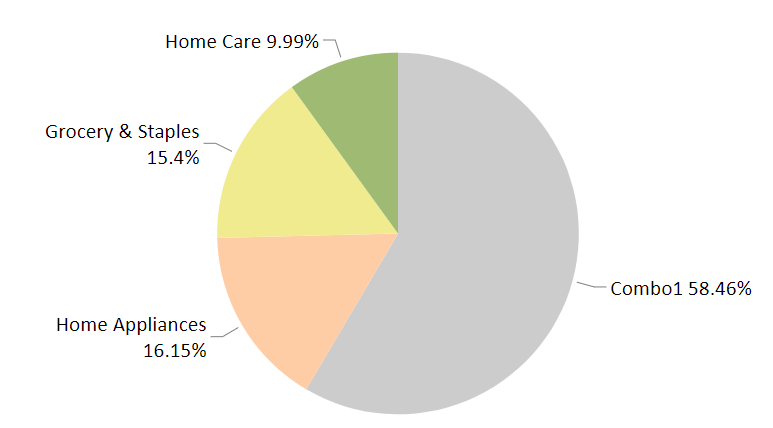 Home Care 9.99%
Grocery & Staples
15.4%
Combo1 58.46%
Home Appliances
16.15%